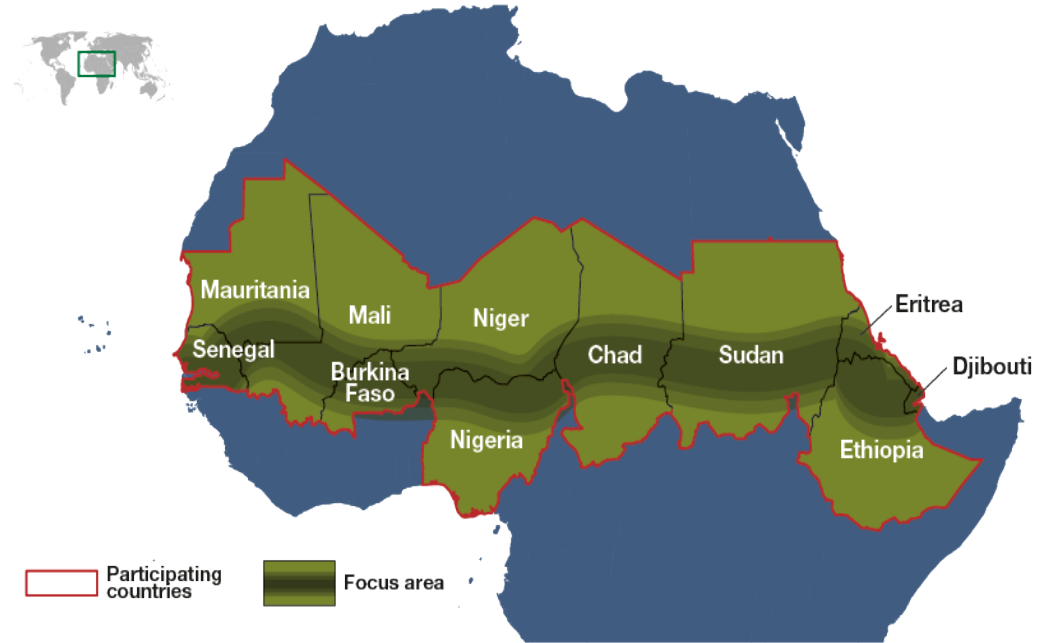 Mauritania
Mali
Niger
Eritrea
Senegal
Chad
Sudan
Djibouti
Burkina
Faso
Nigeria
Ethiopia
Participating
countries
Focus area